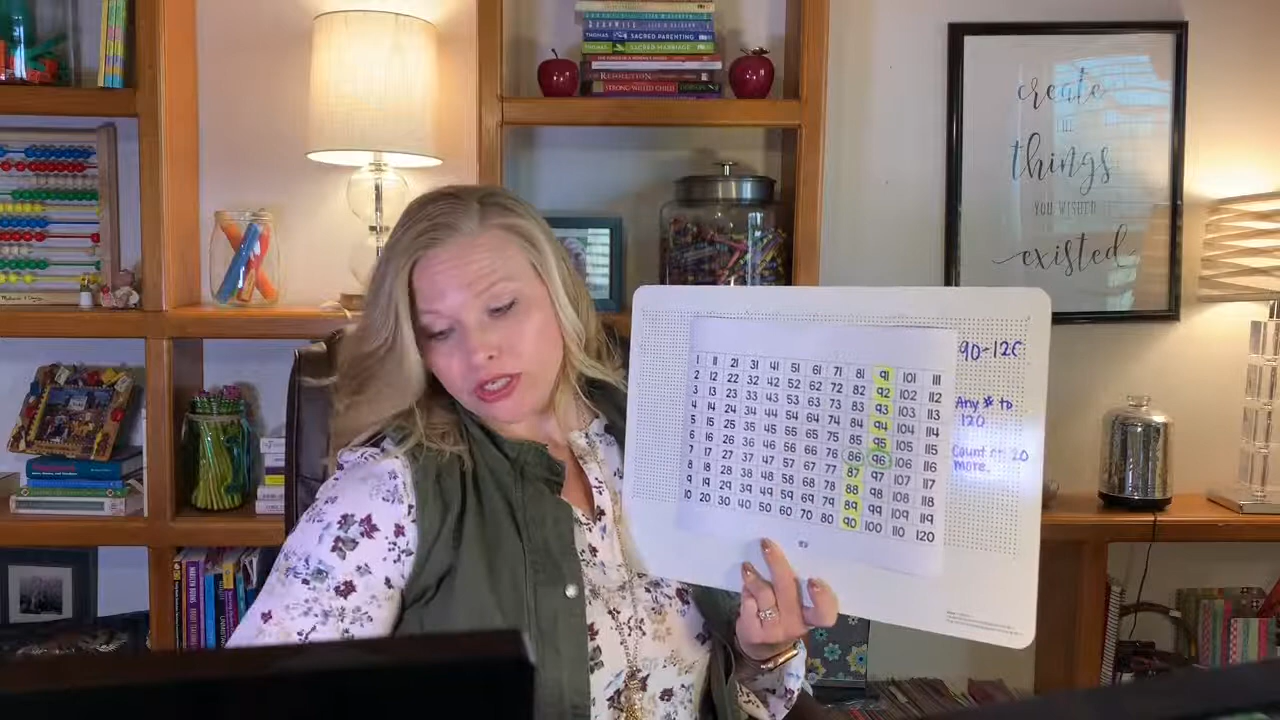 THOMAS SACRED PARENTING
THOMAS SACRED MARRIAGE
RESOLUTION
STRONG-WILLED CHILD
create
THE
things
YOU WISHED
existed
1 11 21 31 41 51 61 71 81 91 101 111
2 12 22 32 42 52 62 72 82 92 102 112
3 13 23 33 43 53 63 73 83 93 103 113
4 14 24 34 44 54 64 74 84 94 104 114
5 15 25 35 45 55 65 75 85 95 105 115
6 16 26 36 46 56 66 76 86 96 106 116
7 17 27 37 47 57 67 77 87 97 107 117
8 18 28 38 48 58 68 78 88 98 108 118
9 19 29 39 49 59 69 79 89 99 109 119
10 20 30 40 50 60 70 80 90 100 110 120
Any # to
120
Count on 20
more.